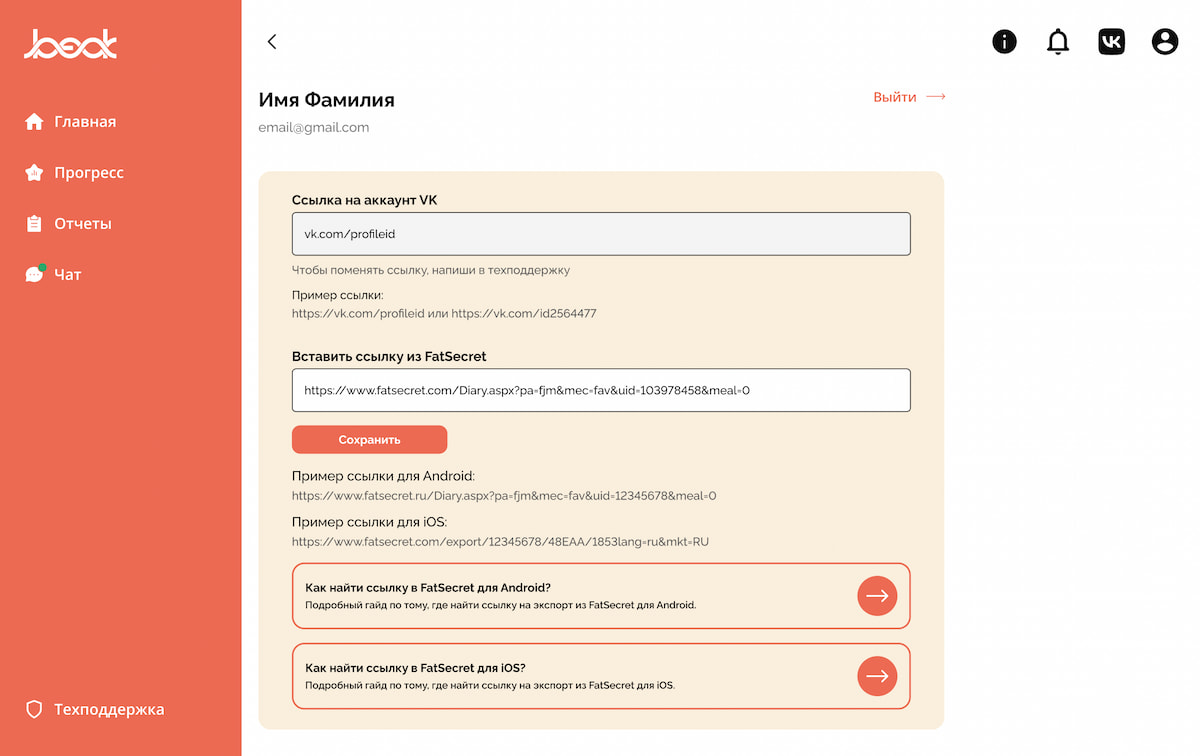 beok
Главная
Прогресс
Отчеты
Чат
Техподдержка
Имя Фамилия
email@gmail.com
Выйти
Ссылка на аккаунт VK
vk.com/profileid
Чтобы поменять ссылку, напиши в техподдержку
Пример ссылки:
https://vk.com/profileid или https://vk.com/id2564477
Вставить ссылку из FatSecret
https://www.fatsecret.com/Diary.aspx?pa=fjm&mec=fav&uid=103978458&meal=0
Сохранить
Пример ссылки для Android:
https://www.fatsecret.ru/Diary.aspx?pa=fjm&mec=fav&uid=12345678&meal=0
Пример ссылки для iOS:
https://www.fatsecret.com/export/12345678/48EAA/1853lang=ru&mkt=RU
Как найти ссылку в FatSecret для Android?
Подробный гайд по тому, где найти ссылку на экспорт из FatSecret для Android.
Как найти ссылку в FatSecret для iOS?
Подробный гайд по тому, где найти ссылку на экспорт из FatSecret для iOS.